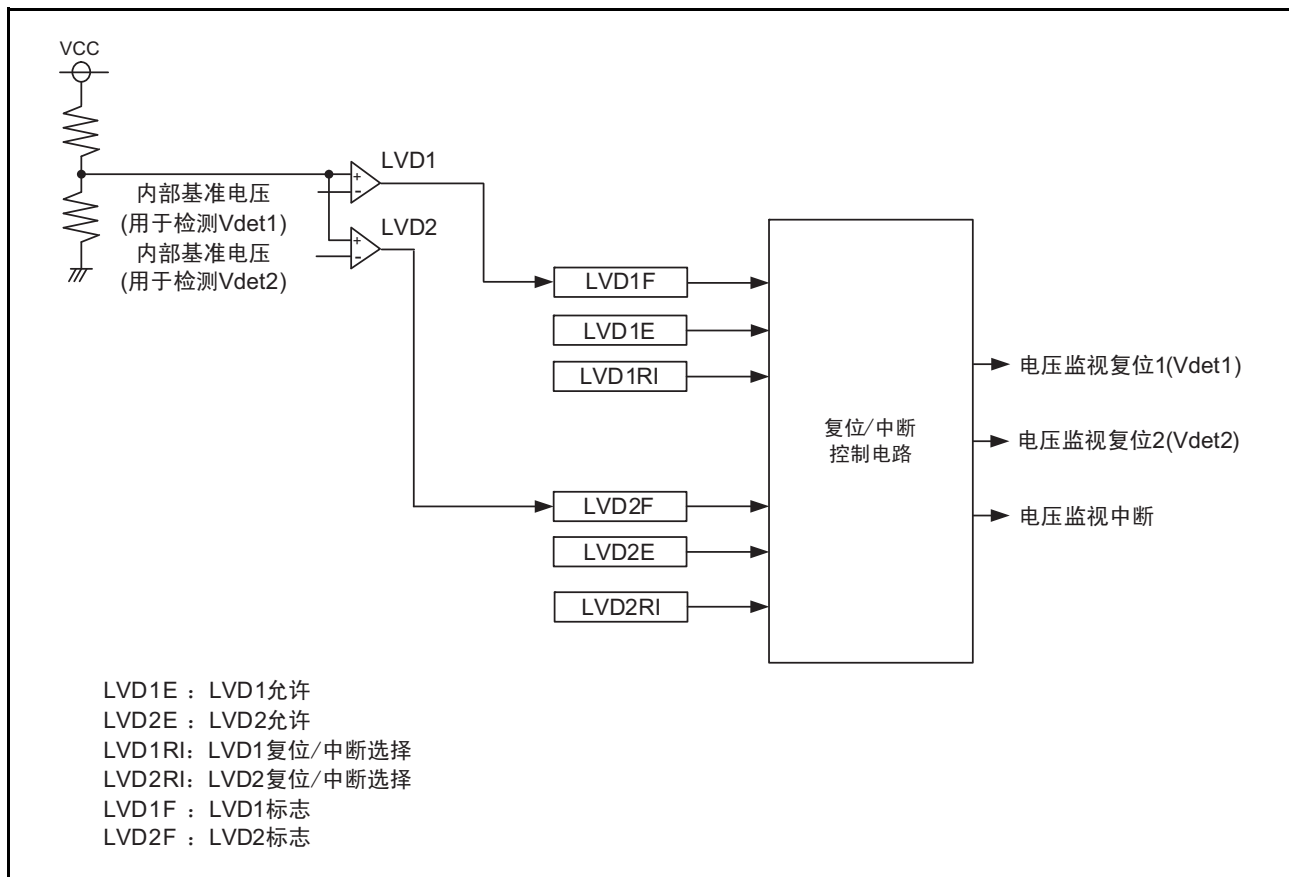 VCC
LVD1
+
-
内部基准电压
(用于检测Vdet1)
LVD2
+
-
内部基准电压
(用于检测Vdet2)
LVD1F
LVD1E
LVD1RI
LVD2F
LVD2E
LVD2RI
复位/中断
控制电路
电压监视复位1(Vdet1)
电压监视复位2(Vdet2)
电压监视中断
LVD1E ：LVD1允许
LVD2E ：LVD2允许
LVD1RI：LVD1复位/中断选择
LVD2RI：LVD2复位/中断选择
LVD1F ：LVD1标志
LVD2F ：LVD2标志